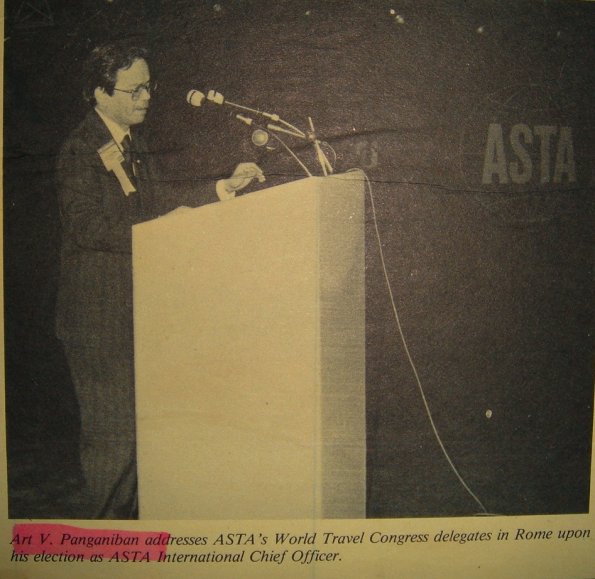 ASTA
Art V. Panganiban addresses ASTA's World Travel Congress delegates in Rome upon
his election as ASTA International Chief Officer.